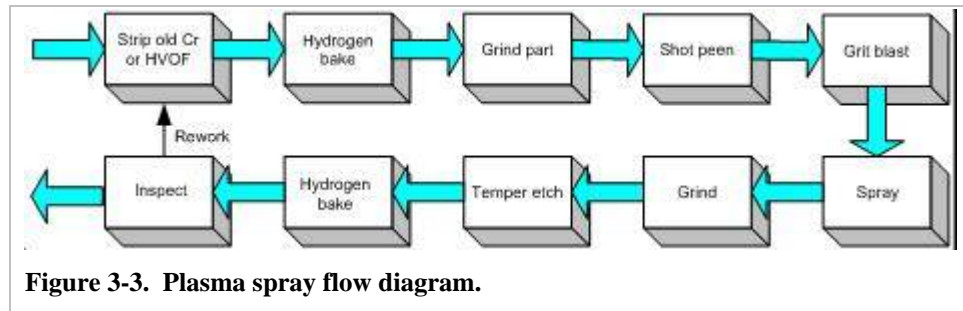 Strip old Cr
or HVOF
Hydrogen
bake
Grind part
Shot peen
Grit blast
Rework
Inspect
Hydrogen
bake
Temper etch
Grind
Spray
Figure 3-3. Plasma spray flow diagram.